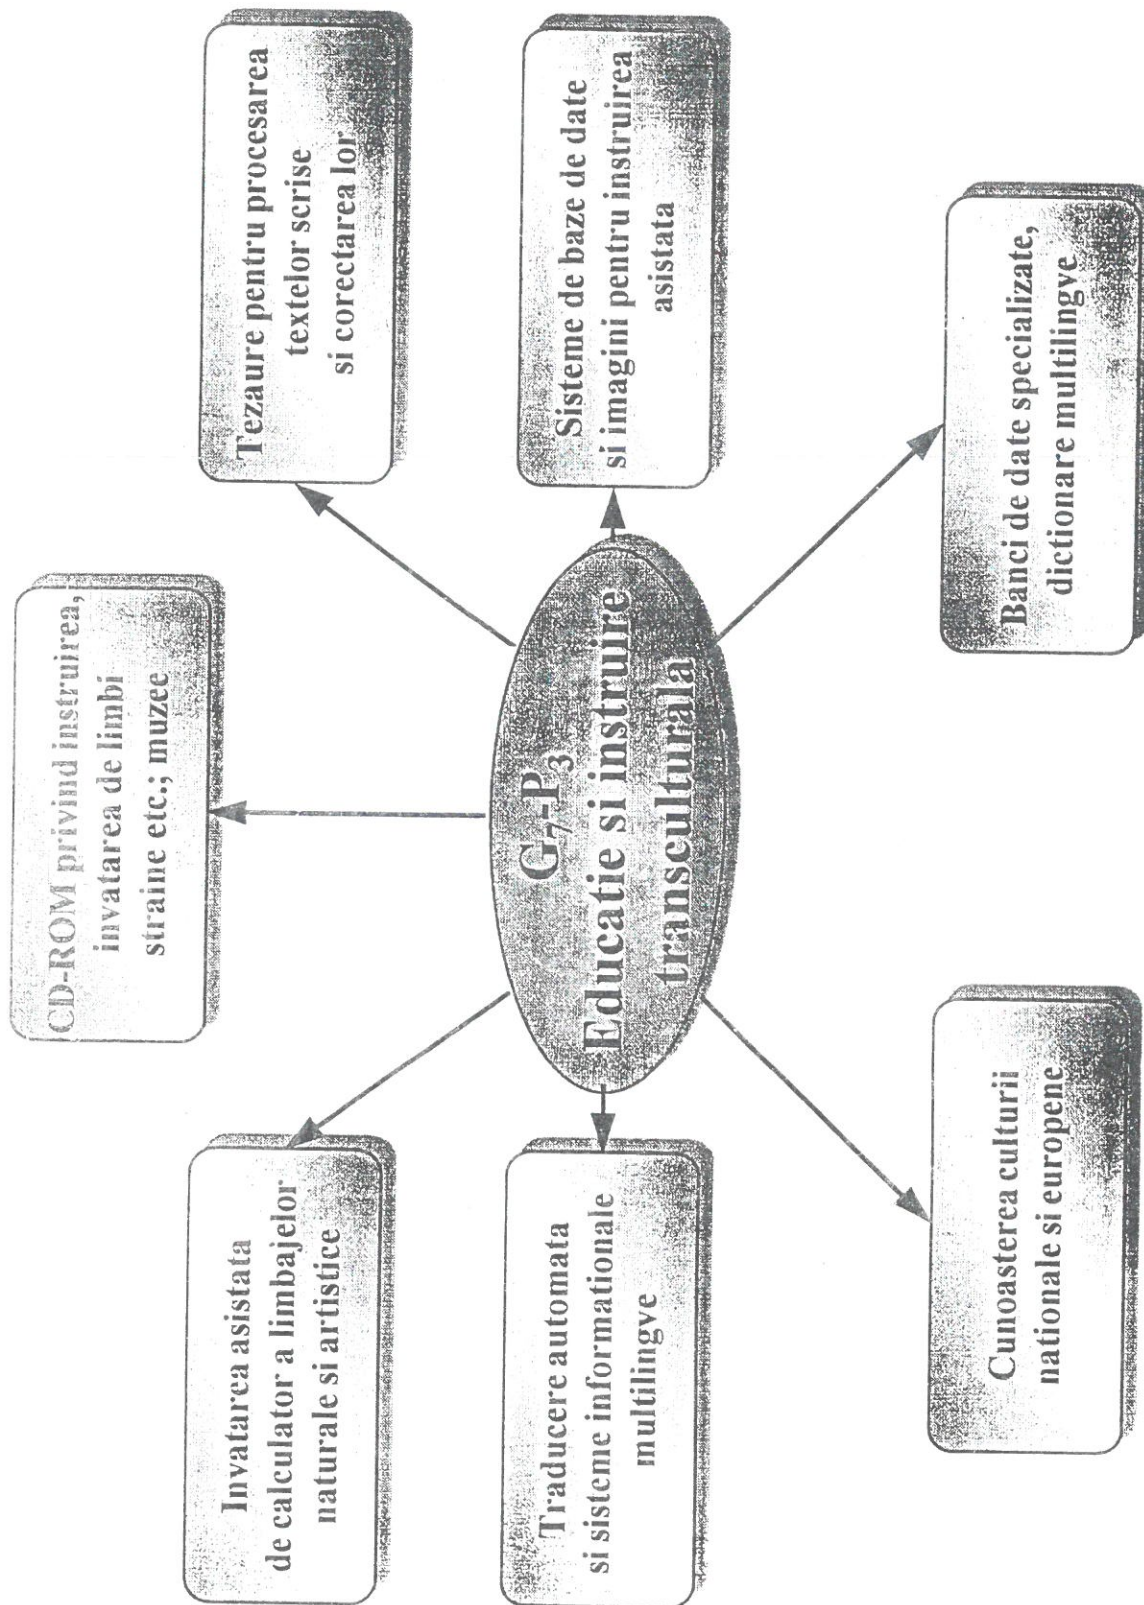 CD-ROM privind instruirea,
invatarea de limbi
straine etc.; muzee
Invatarea asistata
de calculator a limbajelor
naturale si artistice
Tezaure pentru procesarea
textelor scrise
si corectarea lor
G7-P3
Educatie si instruire
transculturala
Traducere automata
si sisteme informationale
multilingve
Sisteme de baze de date
si imagini pentru instruirea
asistata
Cunoasterea culturii
nationale si europene
Banci de date specializate,
dictionare multilingve